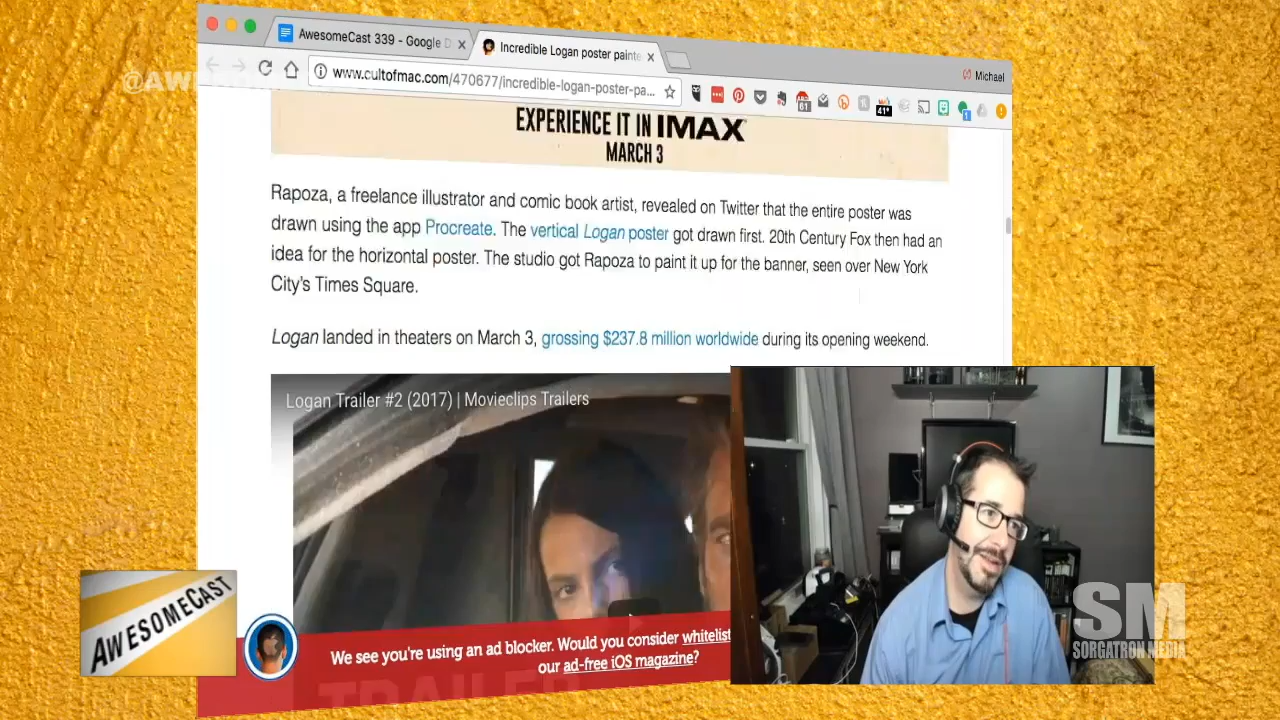 AwesomeCast 339 - Google D
Incredible Logan poster painte
Michael
@AW
www.cultofmac.com/470677/incredible-logan-poster-pa...
61
41°
1
EXPERIENCE IT IN IMAX
MARCH 3
Rapoza, a freelance illustrator and comic book artist, revealed on Twitter that the entire poster was
drawn using the app Procreate. The vertical Logan poster got drawn first. 20th Century Fox then had an
idea for the horizontal poster. The studio got Rapoza to paint it up for the banner, seen over New York
City's Times Square.
Logan landed in theaters on March 3, grossing $237.8 million worldwide during its opening weekend.
Logan Trailer #2 (2017) | Movieclips Trailers
AWESOMECAST
We see you're using an ad blocker. Would you consider whitelist
our ad-free iOS magazine?
TRAILER
SM
SORGATRON MEDIA